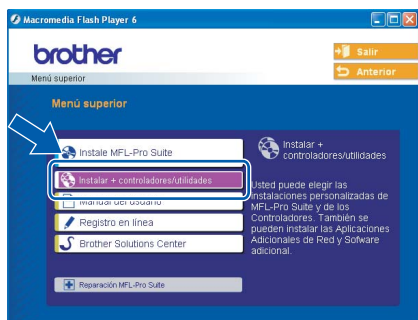 Macromedia Flash Player 6
brother
Salir
Menú superior
Anterior
Menú superior
Instale MFL-Pro Suite
Instalar + controladores/utilidades
Manual del usuario
Registro en línea
Brother Solutions Center
Reparación MFL-Pro Suite
Instalar +
controladores/utilidades
Usted puede elegir las
instalaciones personalizadas de
MFL-Pro Suite y de los
Controladores. También se
pueden instalar las Aplicaciones
Adicionales de Red y Sofware
adicional.